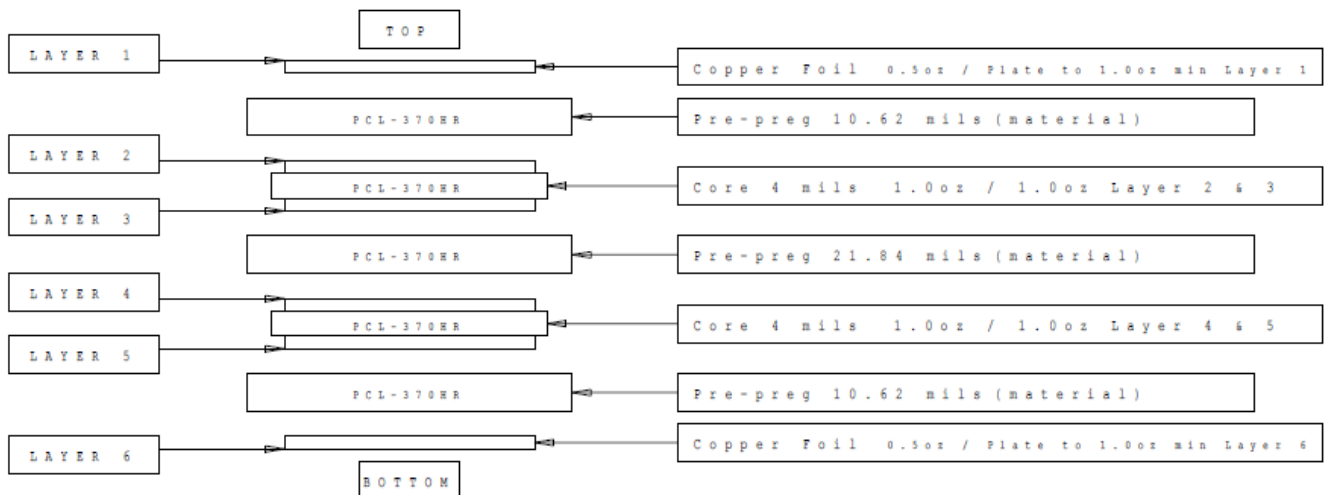 TOP
LAYER 1
Copper Foil 0.5oz / Plate to 1.0oz min Layer 1
PCL-370HR
Pre-preg 10.62 mils (material)
LAYER 2
PCL-370HR
Core 4 mils 1.0oz / 1.0oz Layer 2 & 3
LAYER 3
PCL-370HR
Pre-preg 21.84 mils (material)
LAYER 4
PCL-370HR
Core 4 mils 1.0oz / 1.0oz Layer 4 & 5
LAYER 5
PCL-370HR
Pre-preg 10.62 mils (material)
LAYER 6
Copper Foil 0.5oz / Plate to 1.0oz min Layer 6
BOTTOM